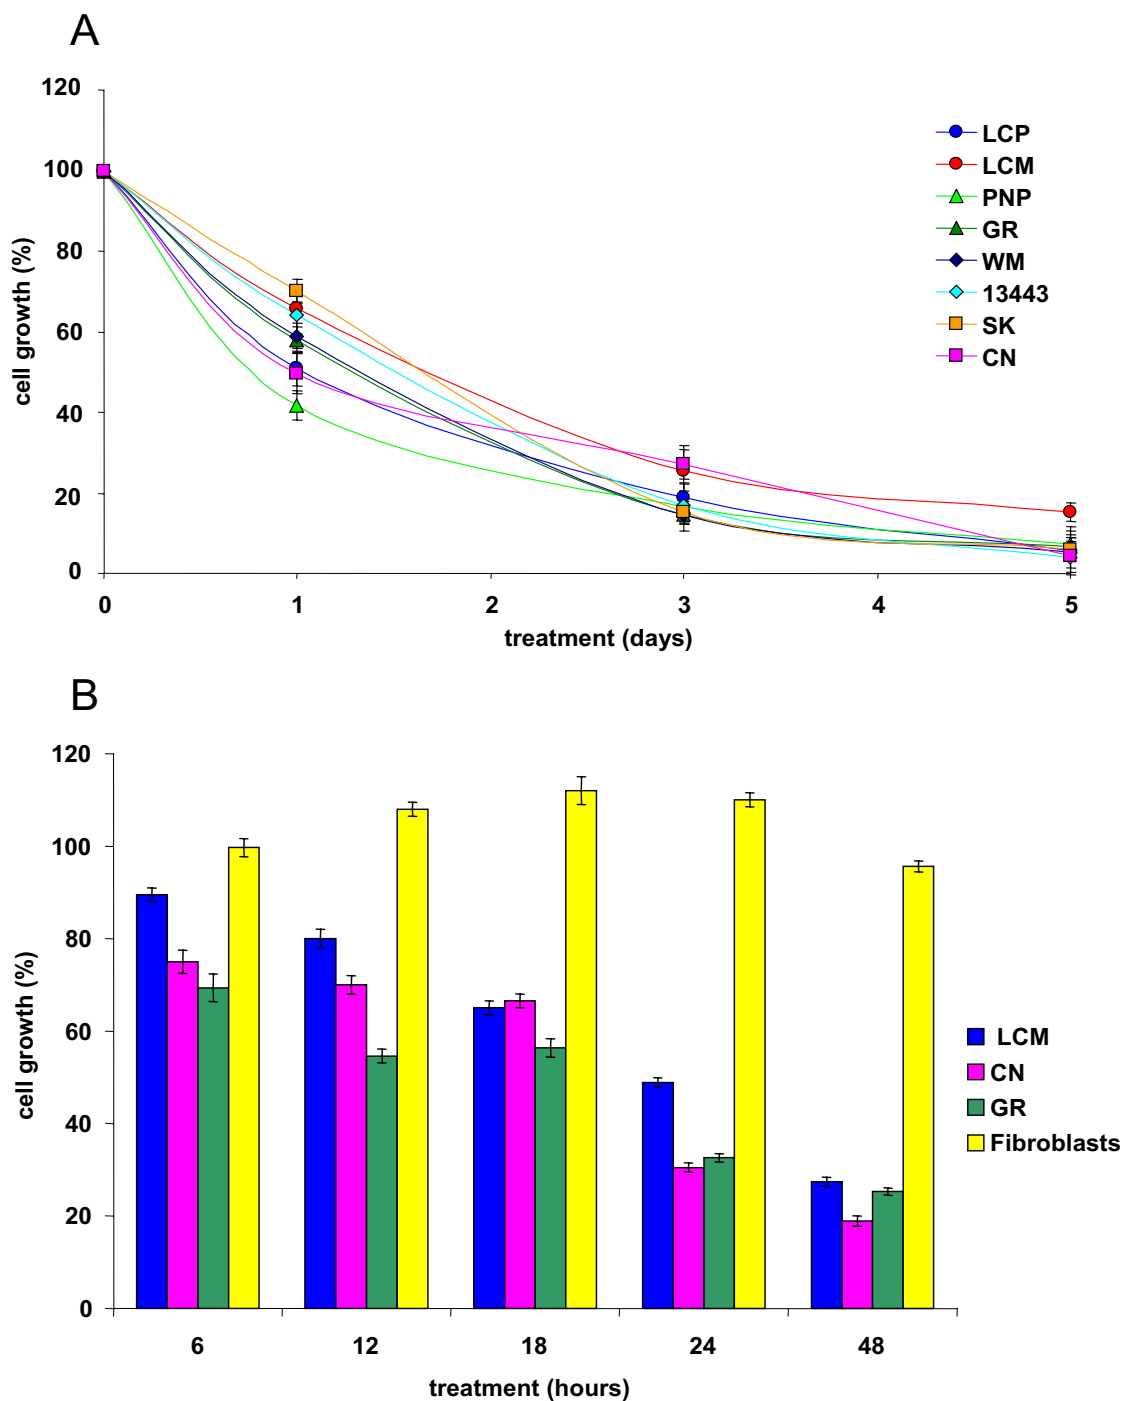 A
120
100
80
60
40
20
0
cell growth (%)
0 1 2 3 4 5
treatment (days)
LCP
LCM
PNP
GR
WM
13443
SK
CN
B
120
100
80
60
40
20
0
cell growth (%)
6 12 18 24 48
treatment (hours)
LCM
CN
GR
Fibroblasts